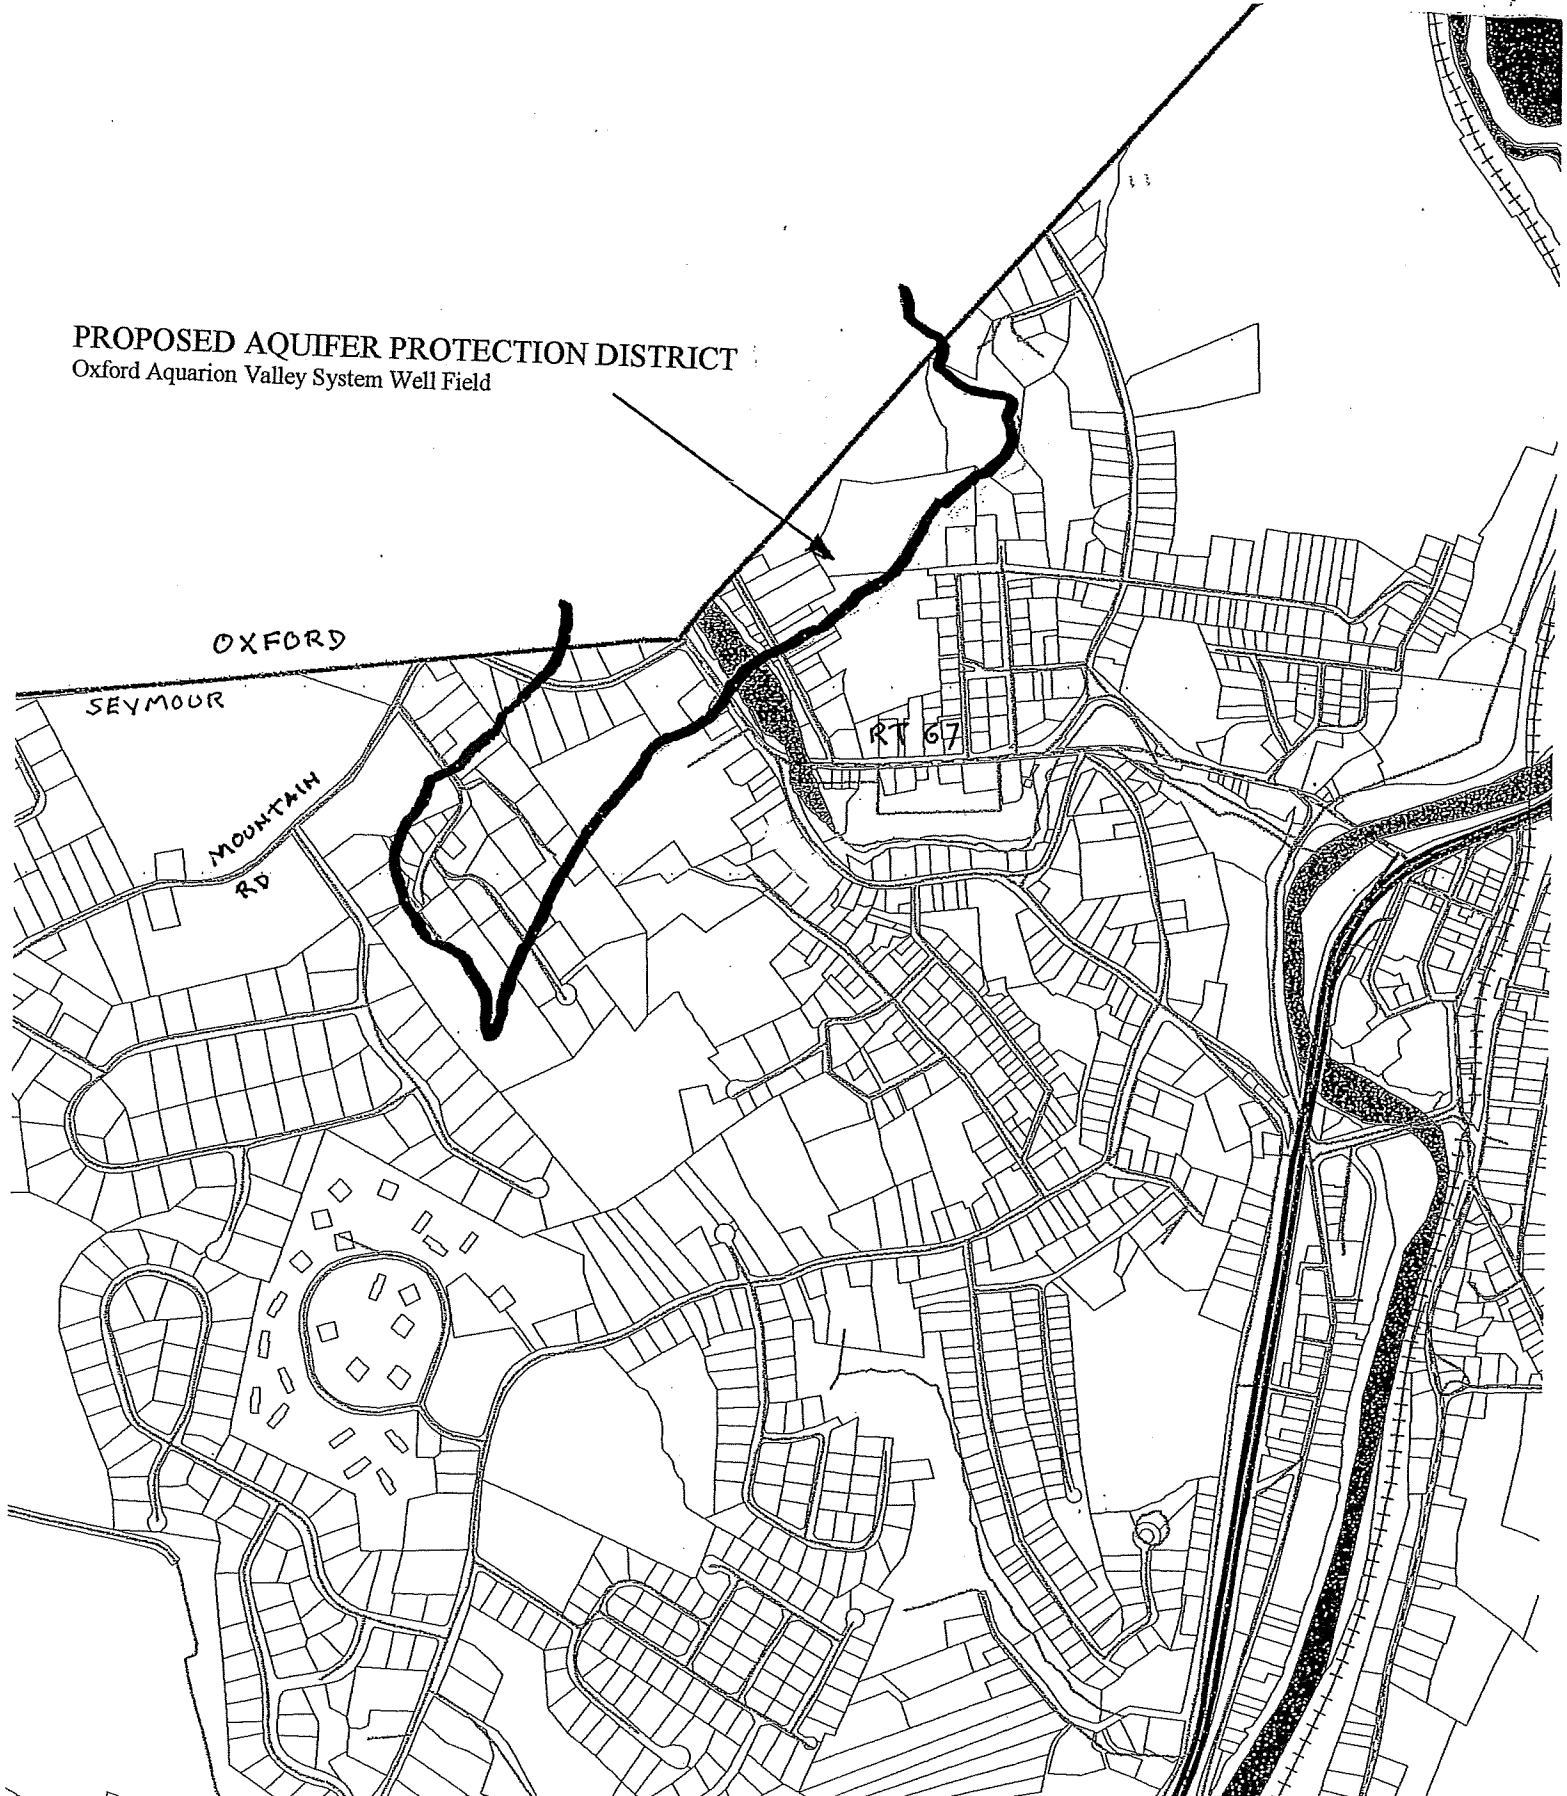 PROPOSED AQUIFER PROTECTION DISTRICT
Oxford Aquarion Valley System Well Field
OXFORD
SEYMOUR
RT 67
MOUNTAIN
RD